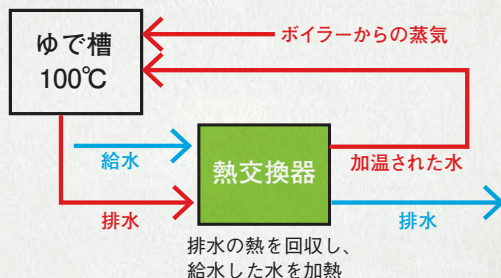 ゆで槽
100℃
ボイラーからの蒸気
給水
熱交換器
加温された水
排水
排水
排水の熱を回収し、
給水した水を加熱